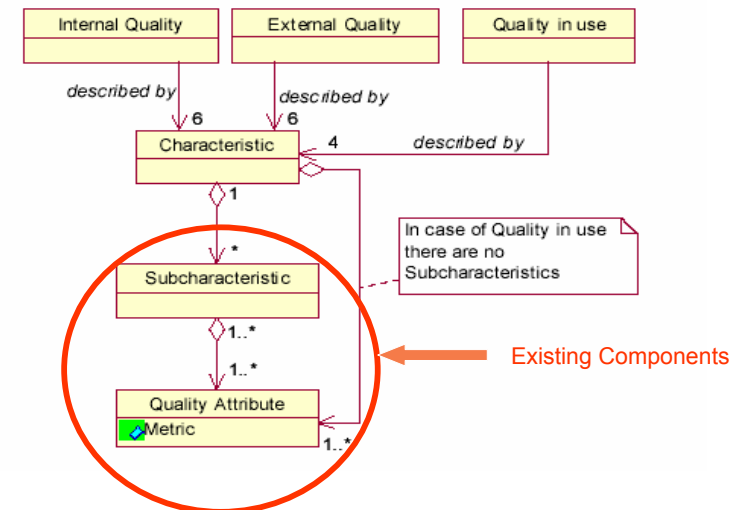 Internal Quality
External Quality
Quality in use
described by
described by
6
6
Characteristic
4
described by
1
In case of Quality in use
there are no
Subcharacteristics
*
Subcharacteristic
1..*
Existing Components
1..*
Quality Attribute
Metric
1..*